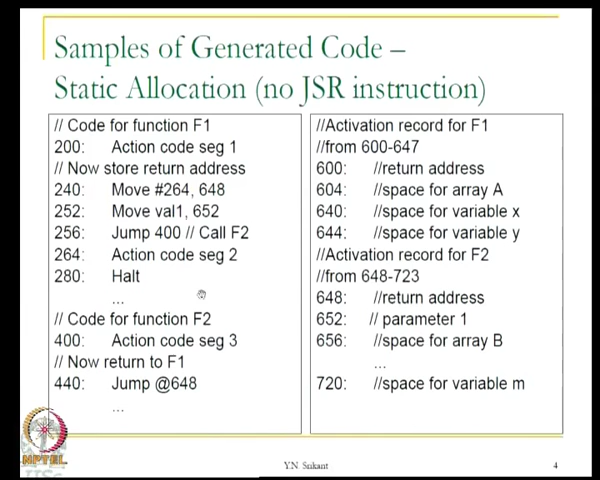 Samples of Generated Code –
Static Allocation (no JSR instruction)
// Code for function F1
200: Action code seg 1
// Now store return address
240: Move #264, 648
252: Move val1, 652
256: Jump 400 // Call F2
264: Action code seg 2
280: Halt
...
// Code for function F2
400: Action code seg 3
// Now return to F1
440: Jump @648
...
//Activation record for F1
//from 600-647
600: //return address
604: //space for array A
640: //space for variable x
644: //space for variable y
//Activation record for F2
//from 648-723
648: //return address
652: // parameter 1
656: //space for array B
...
720: //space for variable m
NPTEL
Y.N. Srikant
4